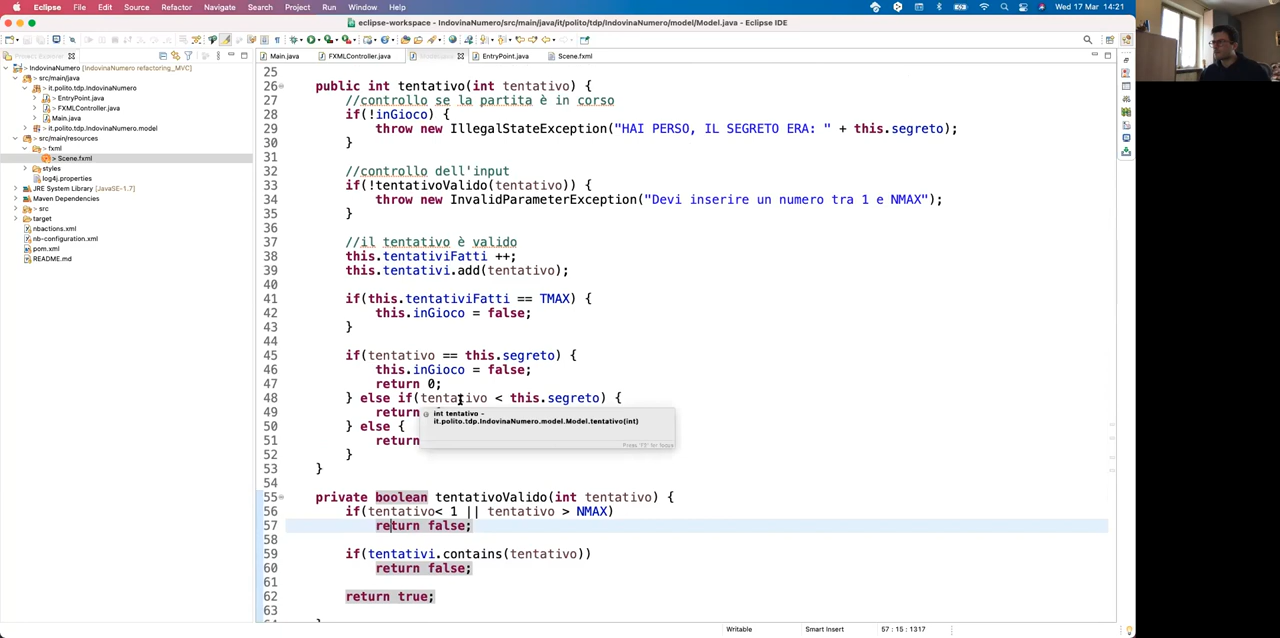 Eclipse File Edit Source Refactor Navigate Search Project Run Window Help Wed 17 Mar 14:21
eclipse-workspace - IndovinaNumero/src/main/java/it/polito/tdp/IndovinaNumero/model/Model.java - Eclipse IDE
Project Explorer
Main.java FXMLController.java EntryPoint.java Scene.fxml
IndovinaNumero [IndovinaNumero refactoring_MVC]
src/main/java
it.polito.tdp.IndovinaNumero
> EntryPoint.java
> FXMLController.java
> Main.java
> it.polito.tdp.IndovinaNumero.model
> src/main/resources
> fxml
> Scene.fxml
styles
log4j.properties
JRE System Library [JavaSE-1.7]
Maven Dependencies
> src
target
nbactions.xml
nb-configuration.xml
pom.xml
README.md
25
26 public int tentativo(int tentativo) {
27 //controllo se la partita è in corso
28 if(!inGioco) {
29 throw new IllegalStateException("HAI PERSO, IL SEGRETO ERA: " + this.segreto);
30 }
31
32 //controllo dell'input
33 if(!tentativoValido(tentativo)) {
34 throw new InvalidParameterException("Devi inserire un numero tra 1 e NMAX");
35 }
36
37 //il tentativo è valido
38 this.tentativiFatti ++;
39 this.tentativi.add(tentativo);
40
41 if(this.tentativiFatti == TMAX) {
42 this.inGioco = false;
43 }
44
45 if(tentativo == this.segreto) {
46 this.inGioco = false;
47 return 0;
48 } else if(tentativo < this.segreto) {
49 return
50 } else {
51 return
52 }
53 }
54
55 private boolean tentativoValido(int tentativo) {
56 if(tentativo< 1 || tentativo > NMAX)
57 return false;
58
59 if(tentativi.contains(tentativo))
60 return false;
61
62 return true;
63
int tentativo -
it.polito.tdp.IndovinaNumero.model.Model.tentativo(int)
Press 'F2' for focus
Writable Smart Insert 57 : 15 : 1317